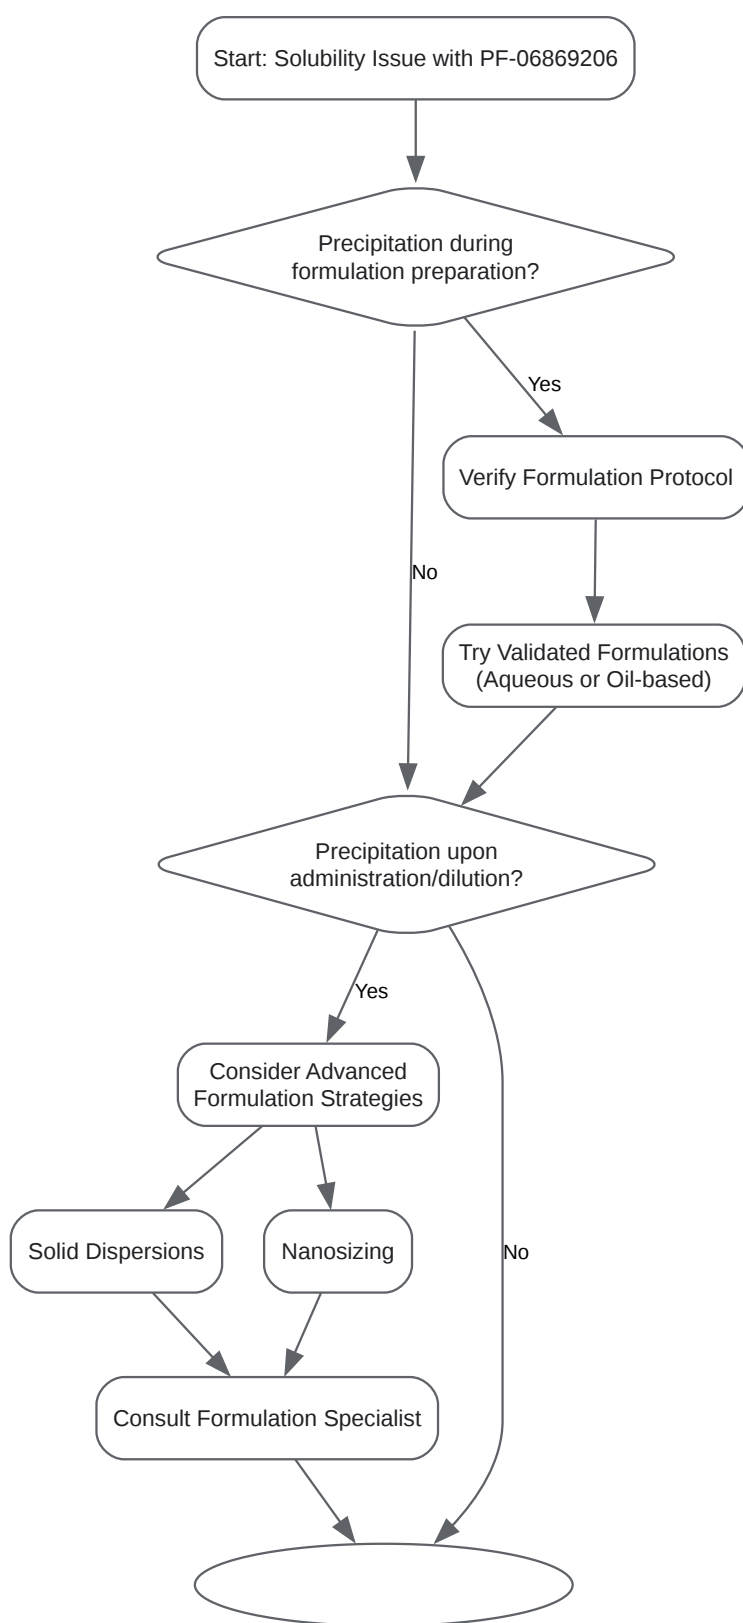 Start: Solubility Issue with PF-06869206
Precipitation during
formulation preparation?
Yes
Verify Formulation Protocol
No
Try Validated Formulations
(Aqueous or Oil-based)
Precipitation upon
administration/dilution?
Yes
Consider Advanced
Formulation Strategies
Solid Dispersions
Nanosizing
No
Consult Formulation Specialist